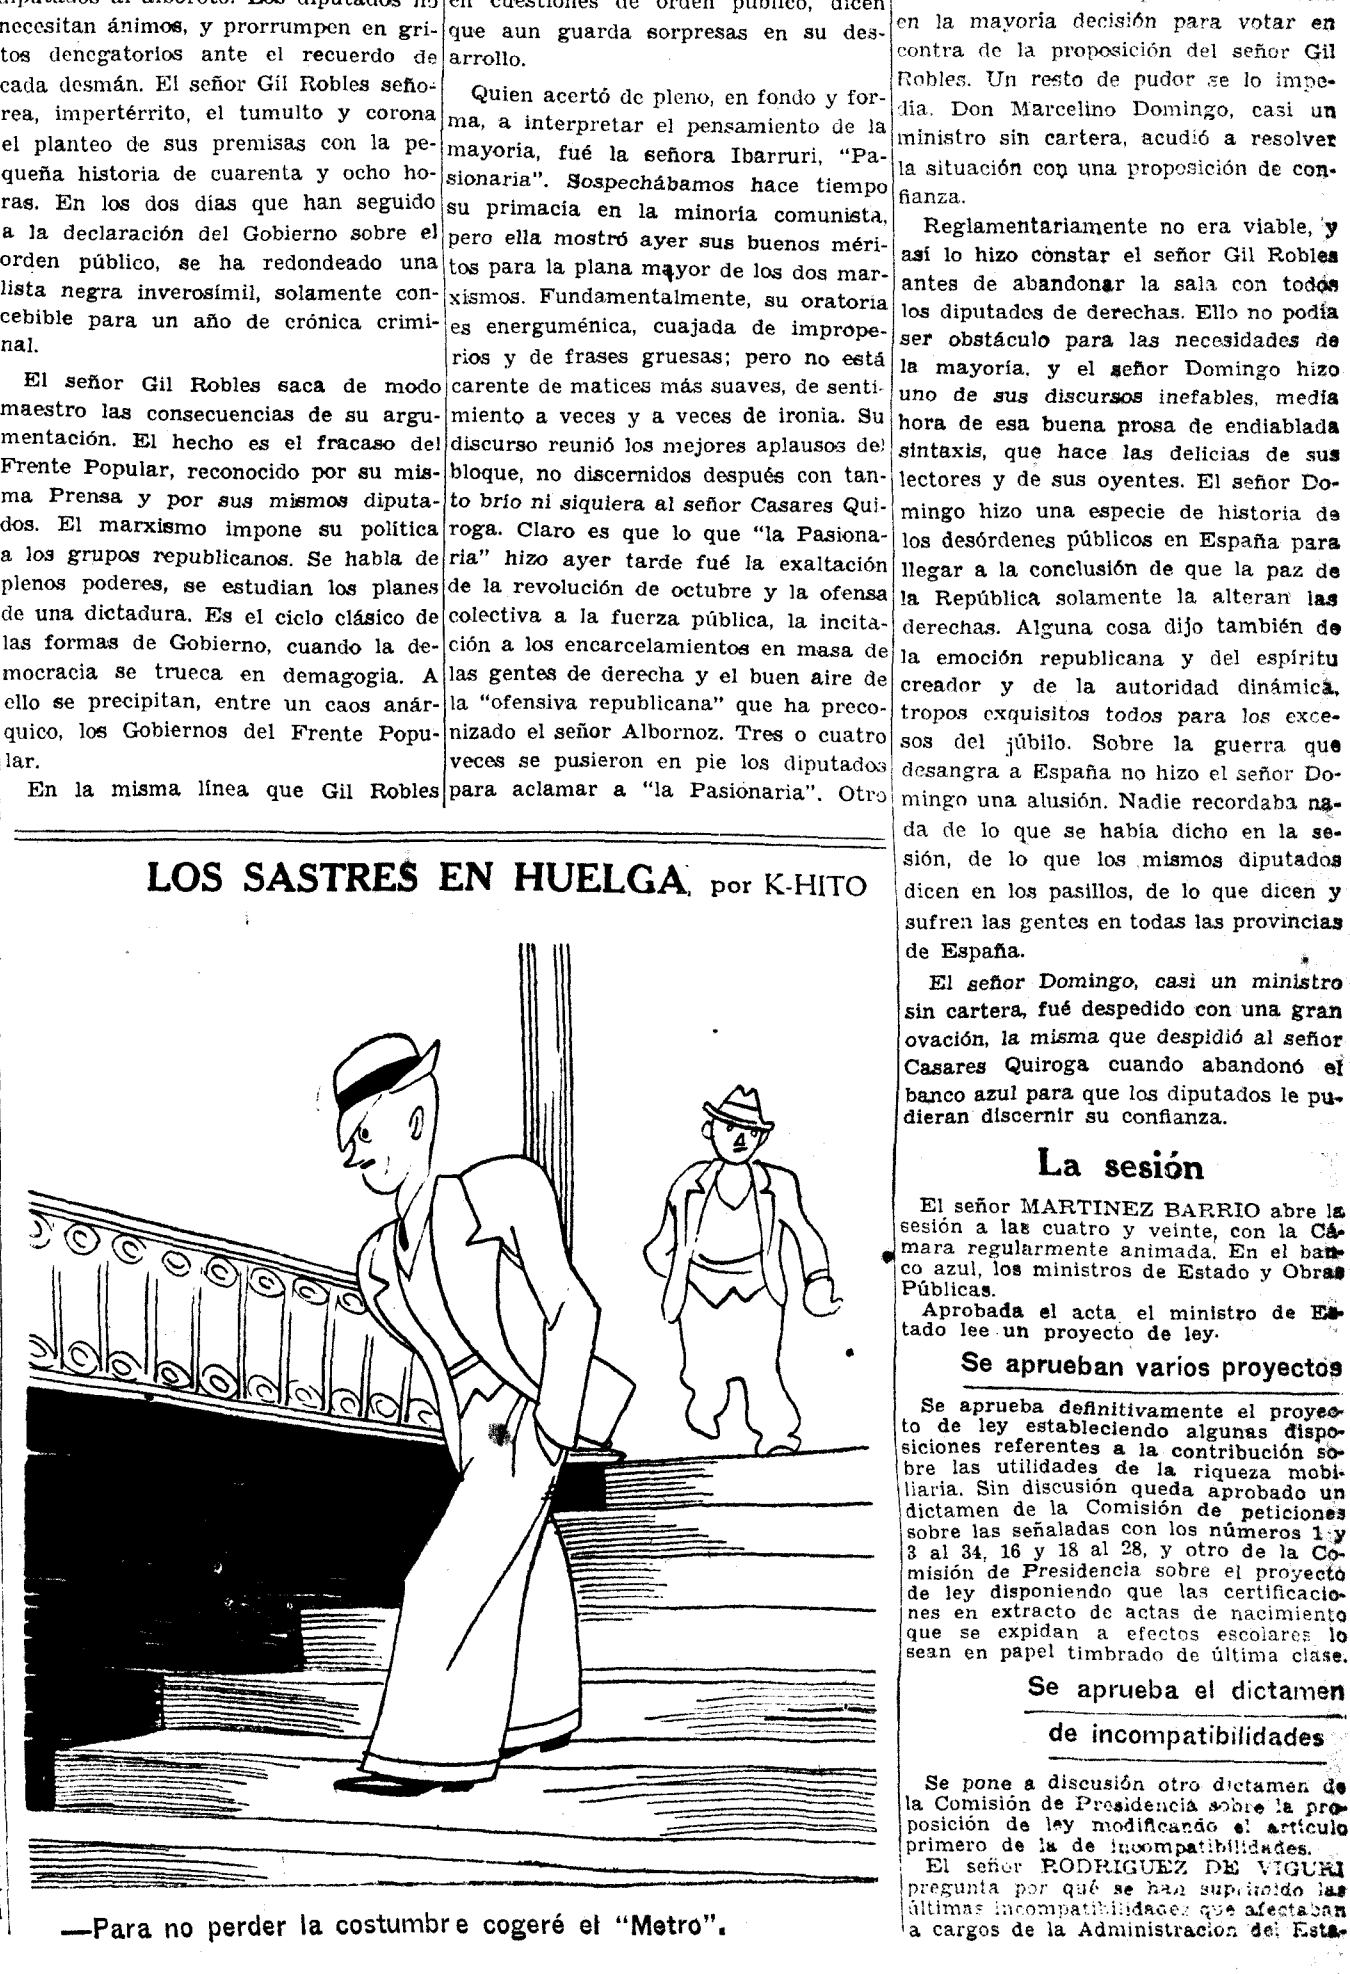 necesitan ánimos, y prorrumpen en gri-
tos denegatorios ante el recuerdo de
cada desmán. El señor Gil Robles seño-
rea, impertérrito, el tumulto y corona
el planteo de sus premisas con la pe-
queña historia de cuarenta y ocho ho-
ras. En los dos días que han seguido
a la declaración del Gobierno sobre el
orden público, se ha redondeado una
lista negra inverosímil, solamente con-
cebible para un año de crónica crimi-
nal.
El señor Gil Robles saca de modo
maestro las consecuencias de su argu-
mentación. El hecho es el fracaso del
Frente Popular, reconocido por su mis-
ma Prensa y por sus mismos diputa-
dos. El marxismo impone su política
a los grupos republicanos. Se habla de
plenos poderes, se estudian los planes
de una dictadura. Es el ciclo clásico de
las formas de Gobierno, cuando la de-
mocracia se trueca en demagogia. A
ello se precipitan, entre un caos anár-
quico, los Gobiernos del Frente Popu-
lar.
En la misma línea que Gil Robles
en cuestiones de orden público, dicen
que aun guarda sorpresas en su des-
arrollo.
Quien acertó de pleno, en fondo y for-
ma, a interpretar el pensamiento de la
mayoría, fué la señora Ibarruri, "Pa-
sionaria". Sospechábamos hace tiempo
su primacía en la minoría comunista,
pero ella mostró ayer sus buenos méri-
tos para la plana mayor de los dos mar-
xismos. Fundamentalmente, su oratoria
es energuménica, cuajada de imprope-
rios y de frases gruesas; pero no está
carente de matices más suaves, de senti-
miento a veces y a veces de ironia. Su
discurso reunió los mejores aplausos del
bloque, no discernidos después con tan-
to brío ni siquiera al señor Casares Qui-
roga. Claro es que lo que "la Pasiona-
ria" hizo ayer tarde fué la exaltación
de la revolución de octubre y la ofensa
colectiva a la fuerza pública, la incita-
ción a los encarcelamientos en masa de
las gentes de derecha y el buen aire de
la "ofensiva republicana" que ha preco-
nizado el señor Albornoz. Tres o cuatro
veces se pusieron en pie los diputados
para aclamar a "la Pasionaria". Otro
LOS SASTRES EN HUELGA, por K-HITO
—Para no perder la costumbre cogeré el "Metro".
en la mayoría decisión para votar en
contra de la proposición del señor Gil
Robles. Un resto de pudor se lo impe-
día. Don Marcelino Domingo, casi un
ministro sin cartera, acudió a resolver
la situación con una proposición de con-
fianza.
Reglamentariamente no era viable, y
así lo hizo constar el señor Gil Robles
antes de abandonar la sala con todos
los diputados de derechas. Ello no podía
ser obstáculo para las necesidades de
la mayoría, y el señor Domingo hizo
uno de sus discursos inefables, media
hora de esa buena prosa de endiablada
sintaxis, que hace las delicias de sus
lectores y de sus oyentes. El señor Do-
mingo hizo una especie de historia de
los desórdenes públicos en España para
llegar a la conclusión de que la paz de
la República solamente la alteran las
derechas. Alguna cosa dijo también de
la emoción republicana y del espíritu
creador y de la autoridad dinámica,
tropos exquisitos todos para los exce-
sos del júbilo. Sobre la guerra que
desangra a España no hizo el señor Do-
mingo una alusión. Nadie recordaba na-
da de lo que se había dicho en la se-
sión, de lo que los mismos diputados
dicen en los pasillos, de lo que dicen y
sufren las gentes en todas las provincias
de España.
El señor Domingo, casi un ministro
sin cartera, fué despedido con una gran
ovación, la misma que despidió al señor
Casares Quiroga cuando abandonó el
banco azul para que los diputados le pu-
dieran discernir su confianza.
La sesión
El señor MARTINEZ BARRIO abre la
sesión a las cuatro y veinte, con la Cá-
mara regularmente animada. En el ban-
co azul, los ministros de Estado y Obras
Públicas.
Aprobada el acta el ministro de Es-
tado lee un proyecto de ley.
Se aprueban varios proyectos
Se aprueba definitivamente el proyec-
to de ley estableciendo algunas dispo-
siciones referentes a la contribución so-
bre las utilidades de la riqueza mobi-
liaria. Sin discusión queda aprobado un
dictamen de la Comisión de peticiones
sobre las señaladas con los números 1 y
3 al 34, 16 y 18 al 28, y otro de la Co-
misión de Presidencia sobre el proyecto
de ley disponiendo que las certificacio-
nes en extracto de actas de nacimiento
que se expidan a efectos escolares lo
sean en papel timbrado de última clase.
Se aprueba el dictamen
de incompatibilidades
Se pone a discusión otro dictamen de
la Comisión de Presidencia sobre la pro-
posición de ley modificando el artículo
primero de la de incompatibilidades.
El señor RODRIGUEZ DE VIGURI
pregunta por qué se han suprimido las
últimas incompatibilidades que afectaban
a cargos de la Administración del Esta-